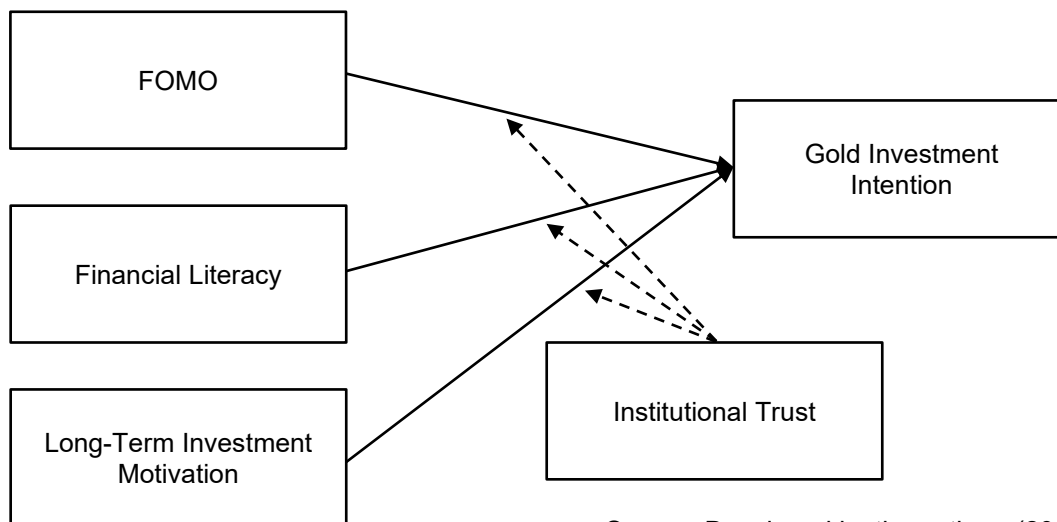 FOMO
Gold Investment
Intention
Financial Literacy
Institutional Trust
Long-Term Investment
Motivation